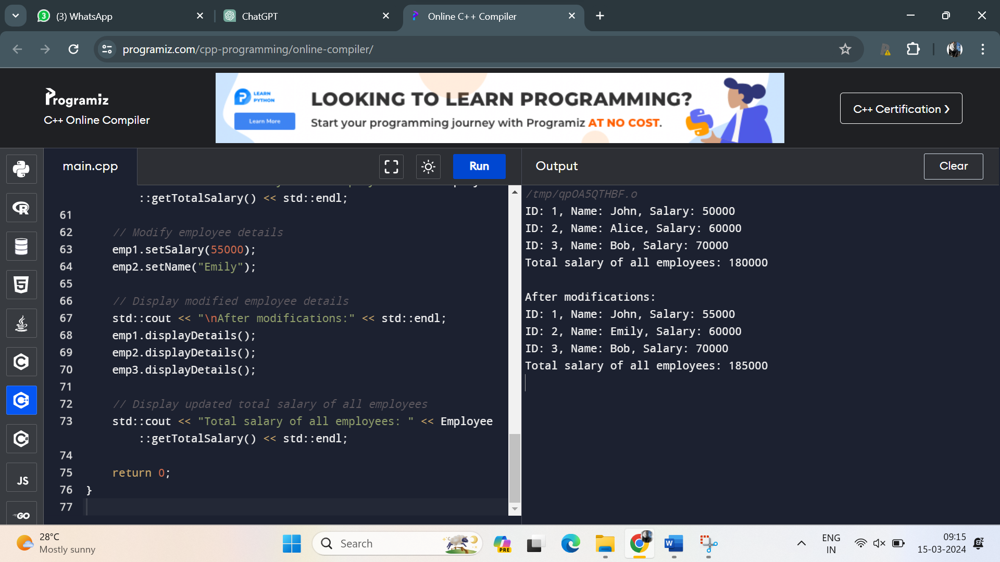 3
(3) WhatsApp
ChatGPT
Online C++ Compiler
programiz.com/cpp-programming/online-compiler/
Programiz
C++ Online Compiler
LEARN
PYTHON
Learn More
LOOKING TO LEARN PROGRAMMING?
Start your programming journey with Programiz AT NO COST.
C++ Certification ❯
main.cpp
Run
Output
Clear
::getTotalSalary() << std::endl;
61
62 // Modify employee details
63 emp1.setSalary(55000);
64 emp2.setName("Emily");
65
66 // Display modified employee details
67 std::cout << "\nAfter modifications:" << std::endl;
68 emp1.displayDetails();
69 emp2.displayDetails();
70 emp3.displayDetails();
71
72 // Display updated total salary of all employees
73 std::cout << "Total salary of all employees: " << Employee
::getTotalSalary() << std::endl;
74
75 return 0;
76 }
77
/tmp/qpOA5QTHBF.o
ID: 1, Name: John, Salary: 50000
ID: 2, Name: Alice, Salary: 60000
ID: 3, Name: Bob, Salary: 70000
Total salary of all employees: 180000
After modifications:
ID: 1, Name: John, Salary: 55000
ID: 2, Name: Emily, Salary: 60000
ID: 3, Name: Bob, Salary: 70000
Total salary of all employees: 185000
R
5
C
C+
C#
JS
GO
28°C
Mostly sunny
Search
PRE
W
ENG
IN
09:15
15-03-2024